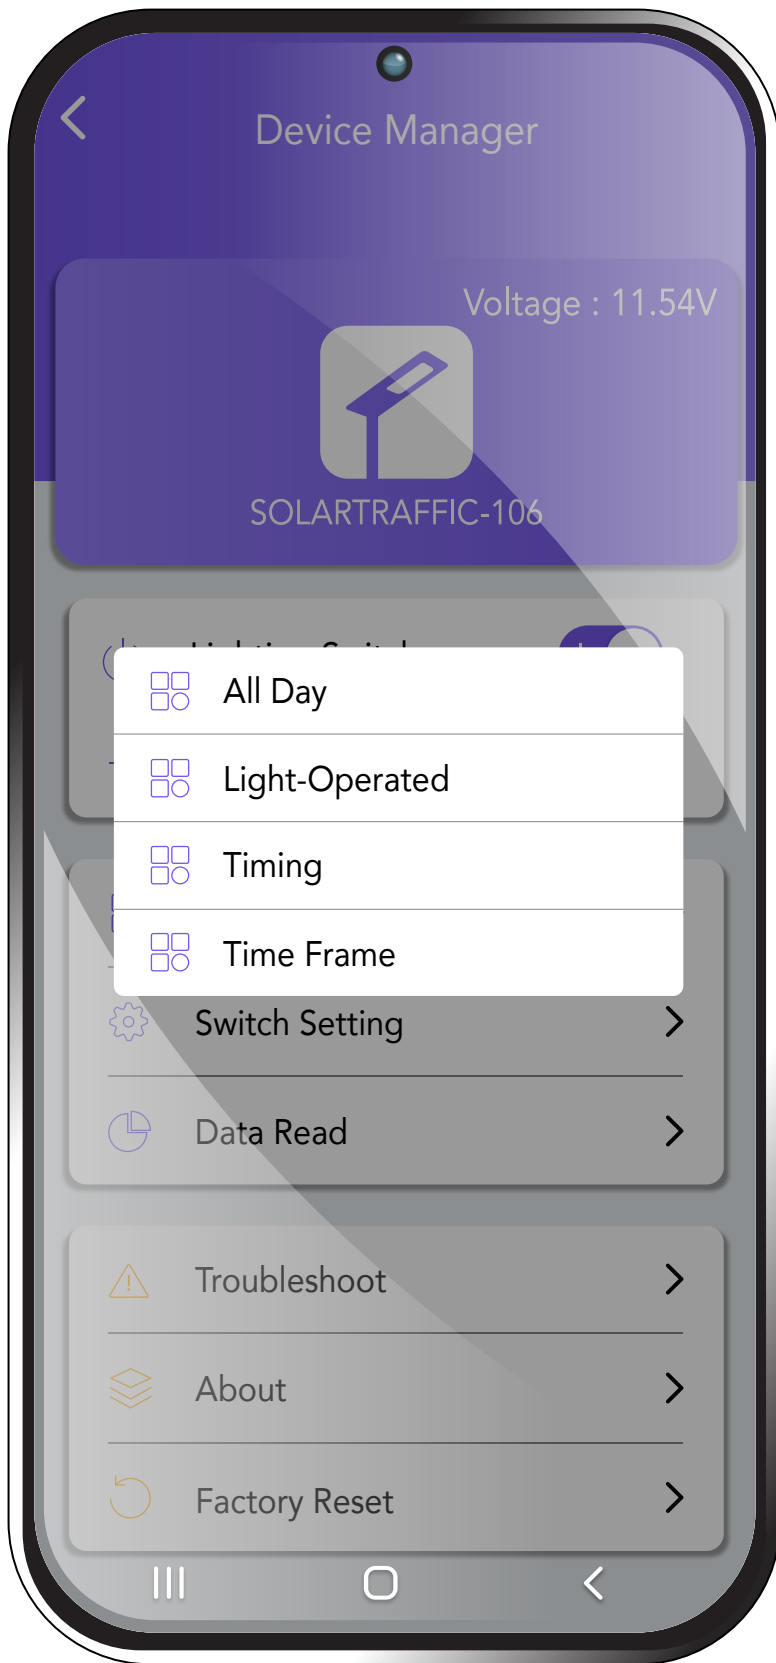 Device Manager
Voltage : 11.54V
SOLARTRAFFIC-106
All Day
Light-Operated
Timing
Time Frame
Switch Setting
Data Read
Troubleshoot
About
Factory Reset